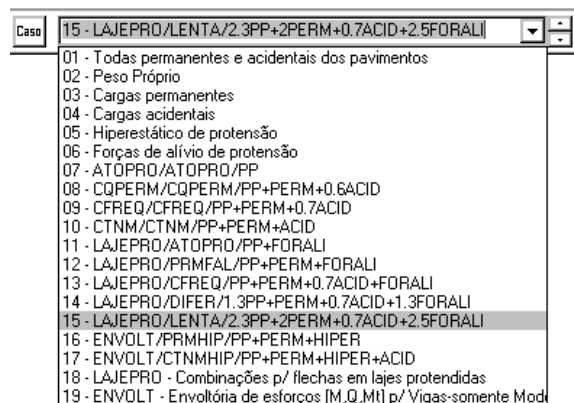 Caso 15 - LAJEPRO/LENTA/2.3PP+2PERM+0.7ACID+2.5FORALI
01 - Todas permanentes e acidentais dos pavimentos
02 - Peso Próprio
03 - Cargas permanentes
04 - Cargas acidentais
05 - Hiperestático de protensão
06 - Forças de alívio de protensão
07 - ATOPRO/ATOPRO/PP
08 - CQPERM/CQPERM/PP+PERM+0.6ACID
09 - CFREQ/CFREQ/PP+PERM+0.7ACID
10 - CTNM/CTNM/PP+PERM+ACID
11 - LAJEPRO/ATOPRO/PP+FORALI
12 - LAJEPRO/PRMFAL/PP+PERM+FORALI
13 - LAJEPRO/CFREQ/PP+PERM+0.7ACID+FORALI
14 - LAJEPRO/DIFER/1.3PP+PERM+0.7ACID+1.3FORALI
15 - LAJEPRO/LENTA/2.3PP+2PERM+0.7ACID+2.5FORALI
16 - ENVOLT/PRMHIP/PP+PERM+HIPER
17 - ENVOLT/CTNMHIP/PP+PERM+HIPER+ACID
18 - LAJEPRO - Combinações p/ flechas em lajes protendidas
19 - ENVOLT - Envoltória de esforços [M,Q,Mt] p/ Vigas-somente Mode